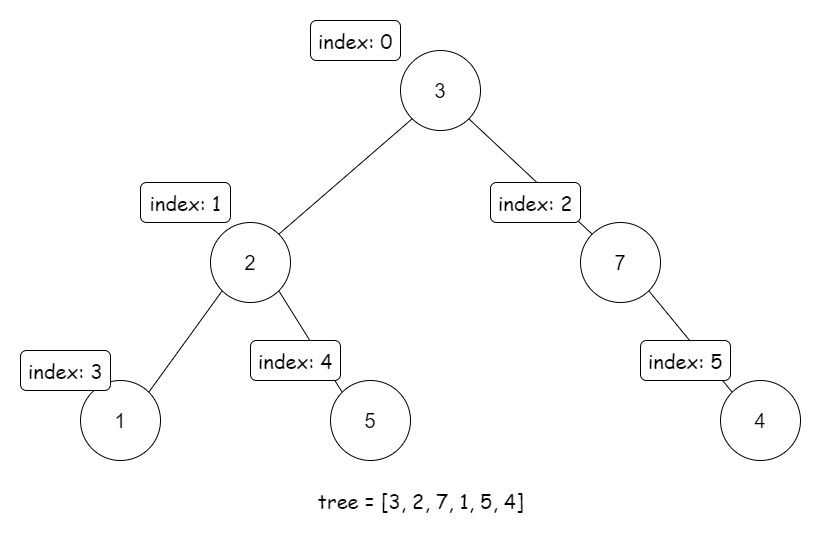 index: 0
3
index: 1
index: 2
2
7
index: 3
index: 4
index: 5
1
5
4
tree = [3, 2, 7, 1, 5, 4]